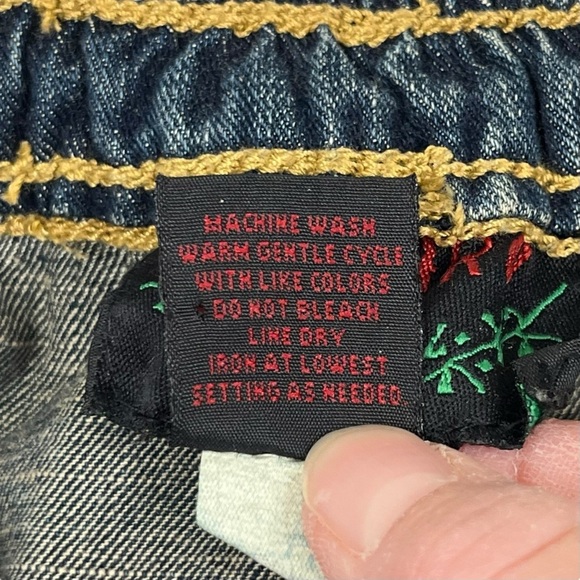 MACHINE WASH
WARM GENTLE CYCLE
WITH LIKE COLORS
DO NOT BLEACH
LINE DRY
IRON AT LOWEST
SETTING AS NEEDED